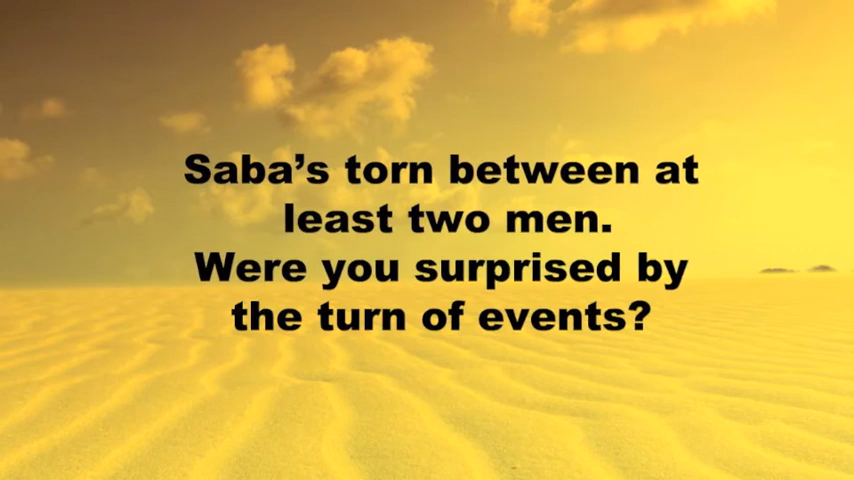 Saba’s torn between at
least two men.
Were you surprised by
the turn of events?